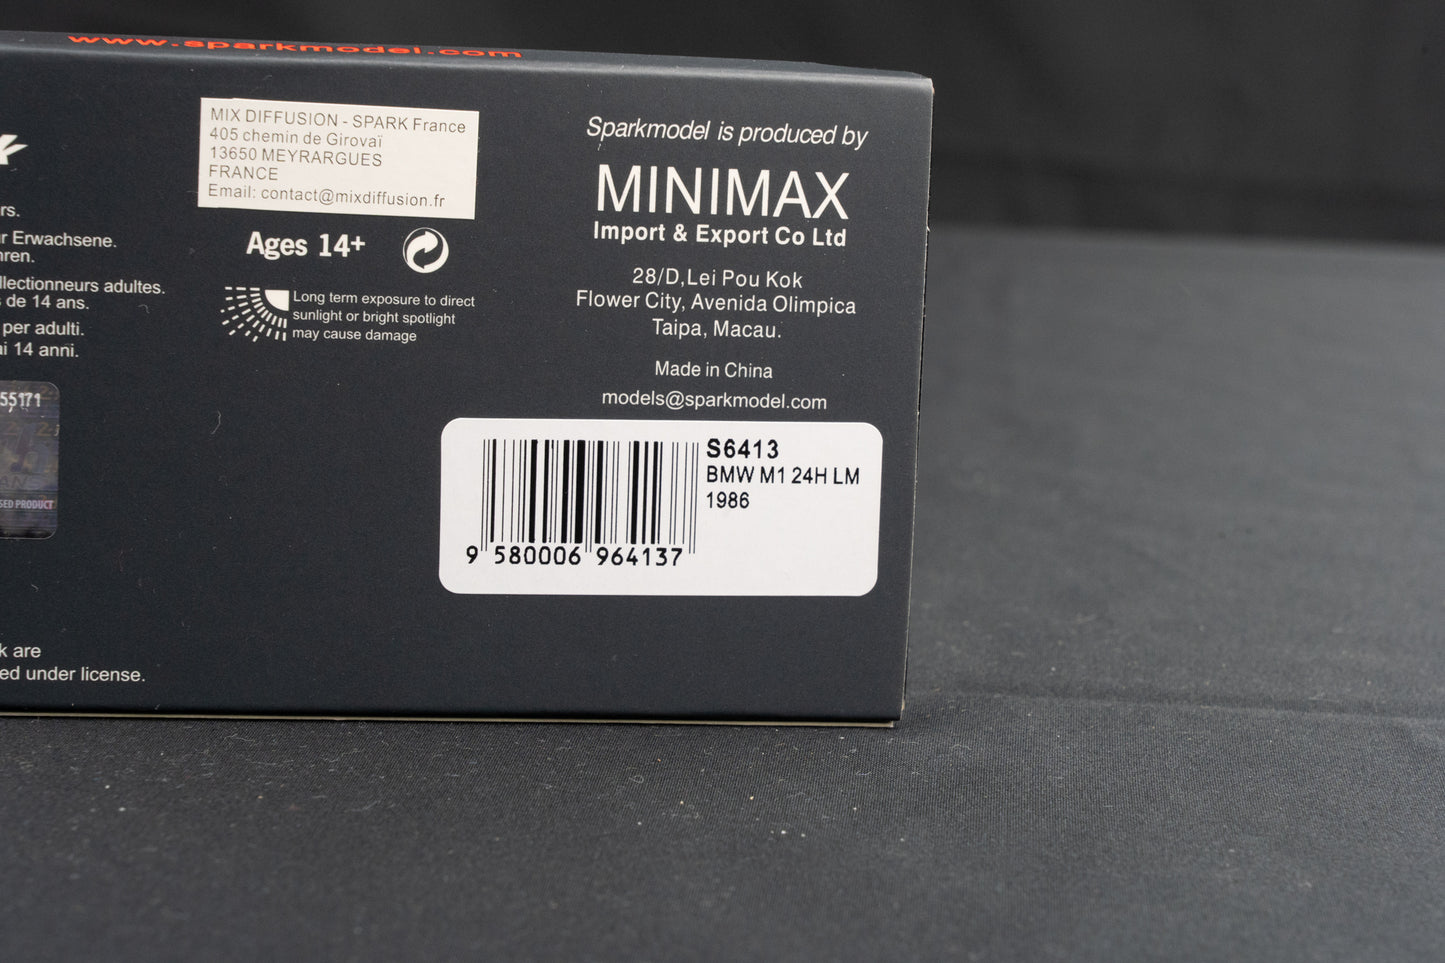 www.sparkmodel.com
MIX DIFFUSION - SPARK France
405 chemin de Girovaï
13650 MEYRARGUES
FRANCE
Email: contact@mixdiffusion.fr
Ages 14+
Long term exposure to direct
sunlight or bright spotlight
may cause damage
Sparkmodel is produced by
MINIMAX
Import & Export Co Ltd
28/D,Lei Pou Kok
Flower City, Avenida Olimpica
Taipa, Macau.
Made in China
models@sparkmodel.com
S6413
BMW M1 24H LM
1986
9 580006 964137
k
rs.
r Erwachsene.
hren.
llectionneurs adultes.
de 14 ans.
per adulti.
ai 14 anni.
55171
ANS
SED PRODUCT
k are
ed under license.